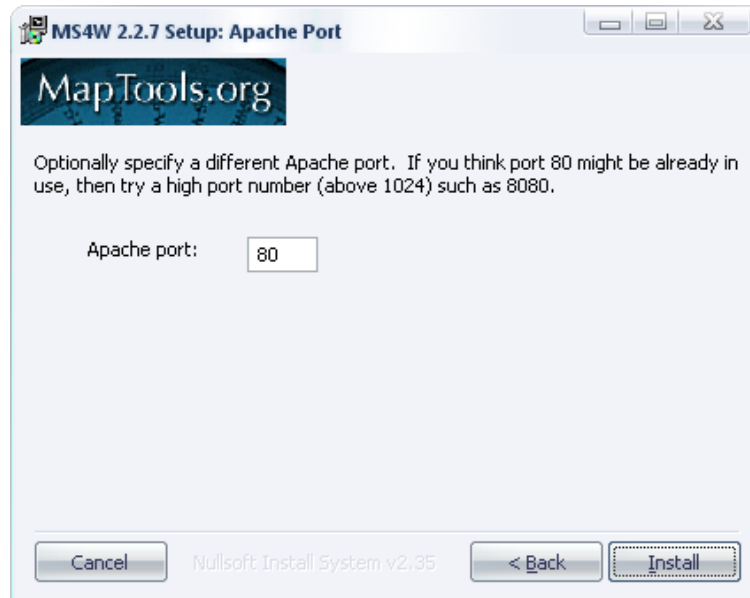 MS4W 2.2.7 Setup: Apache Port
MapTools.org
Optionally specify a different Apache port. If you think port 80 might be already in
use, then try a high port number (above 1024) such as 8080.
Apache port: 80
Cancel Nullsoft Install System v2.35 < Back Install